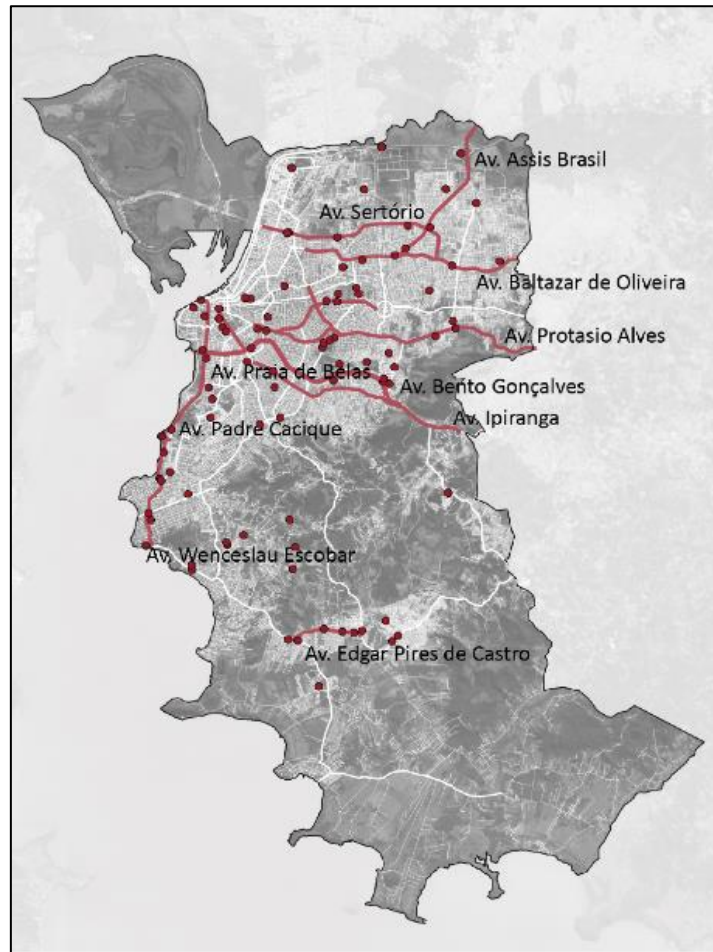 Av. Assis Brasil
Av. Sertório
Av. Baltazar de Oliveira
Av. Protasio Alves
Av. Praia de Belas
Av. Bento Gonçalves
Av. Ipiranga
Av. Padre Cacique
Av. Wenceslau Escobar
Av. Edgar Pires de Castro